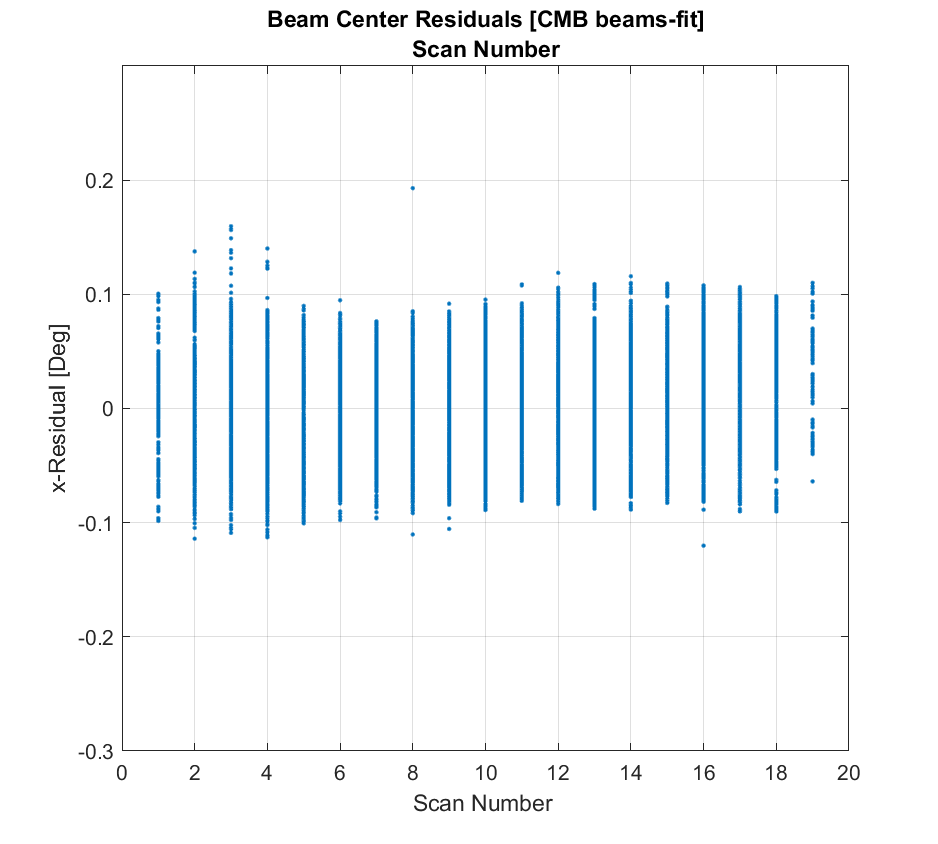 Beam Center Residuals [CMB beams-fit]
Scan Number
0.2
0.1
0
-0.1
-0.2
-0.3
x-Residual [Deg]
0 2 4 6 8 10 12 14 16 18 20
Scan Number